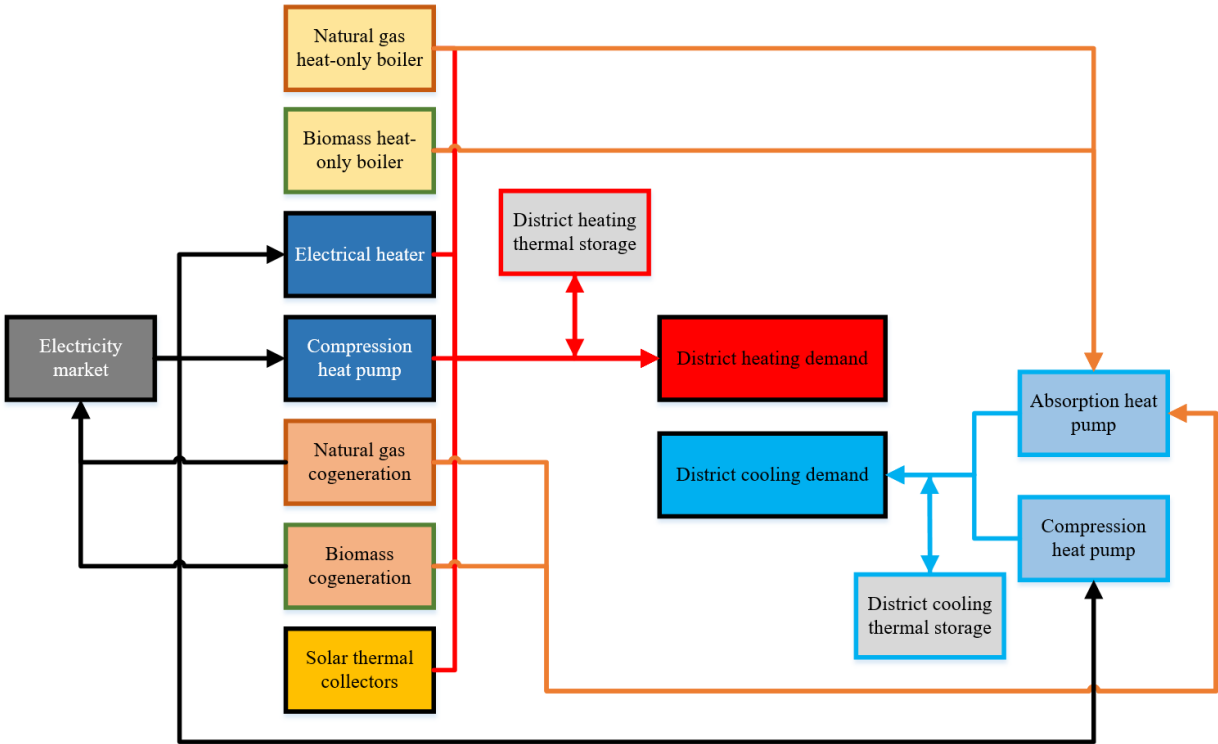 Natural gas
heat-only boiler
Biomass heat-
only boiler
District heating
thermal storage
Electrical heater
Electricity
market
Compression
heat pump
District heating demand
Absorption heat
pump
Natural gas
cogeneration
District cooling demand
Compression
heat pump
Biomass
cogeneration
District cooling
thermal storage
Solar thermal
collectors